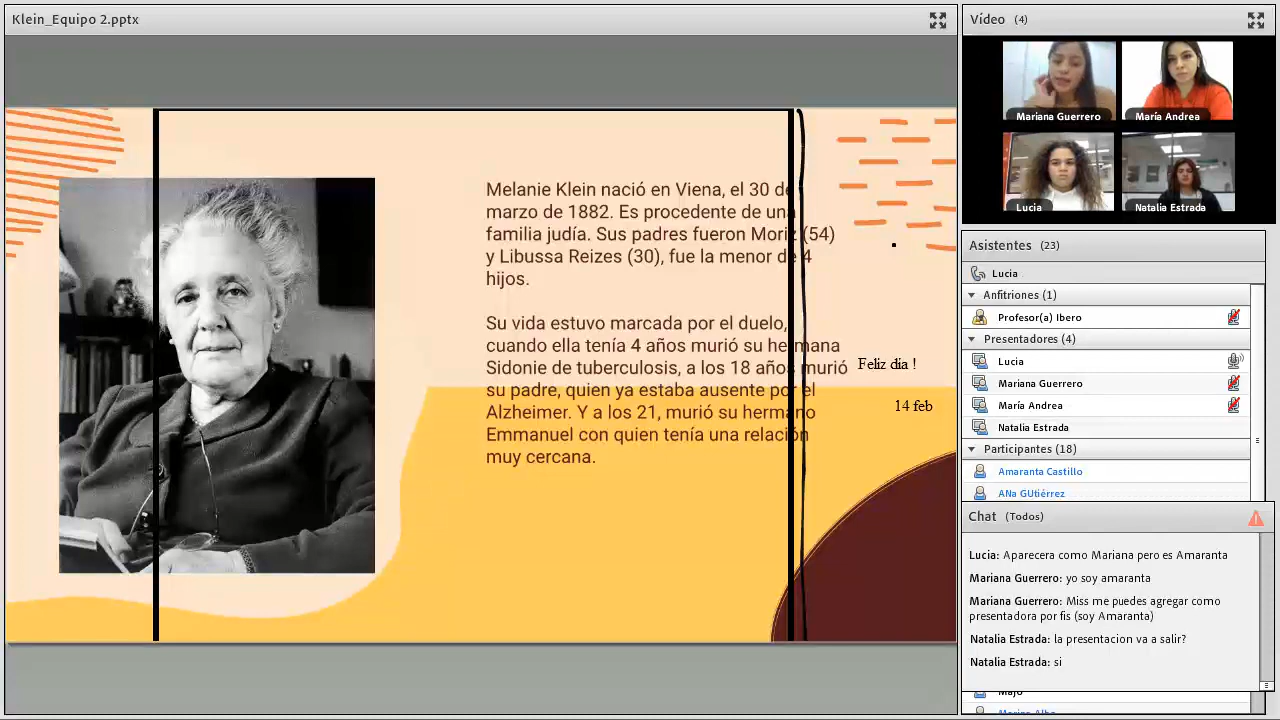 Klein_Equipo 2.pptx
Melanie Klein nació en Viena, el 30 de
marzo de 1882. Es procedente de una
familia judía. Sus padres fueron Moriz (54)
y Libussa Reizes (30), fue la menor de 4
hijos.
Su vida estuvo marcada por el duelo,
cuando ella tenía 4 años murió su hermana
Sidonie de tuberculosis, a los 18 años murió
su padre, quien ya estaba ausente por el
Alzheimer. Y a los 21, murió su hermano
Emmanuel con quien tenía una relación
muy cercana.
Feliz dia !
14 feb
Vídeo (4)
Mariana Guerrero
María Andrea
Lucia
Natalia Estrada
Asistentes (23)
Lucia
Anfitriones (1)
Profesor(a) Ibero
Presentadores (4)
Lucia
Mariana Guerrero
María Andrea
Natalia Estrada
Participantes (18)
Amaranta Castillo
ANa GUtiérrez
Chat (Todos)
Lucia: Aparecera como Mariana pero es Amaranta
Mariana Guerrero: yo soy amaranta
Mariana Guerrero: Miss me puedes agregar como
presentadora por fis (soy Amaranta)
Natalia Estrada: la presentacion va a salir?
Natalia Estrada: si
Majo